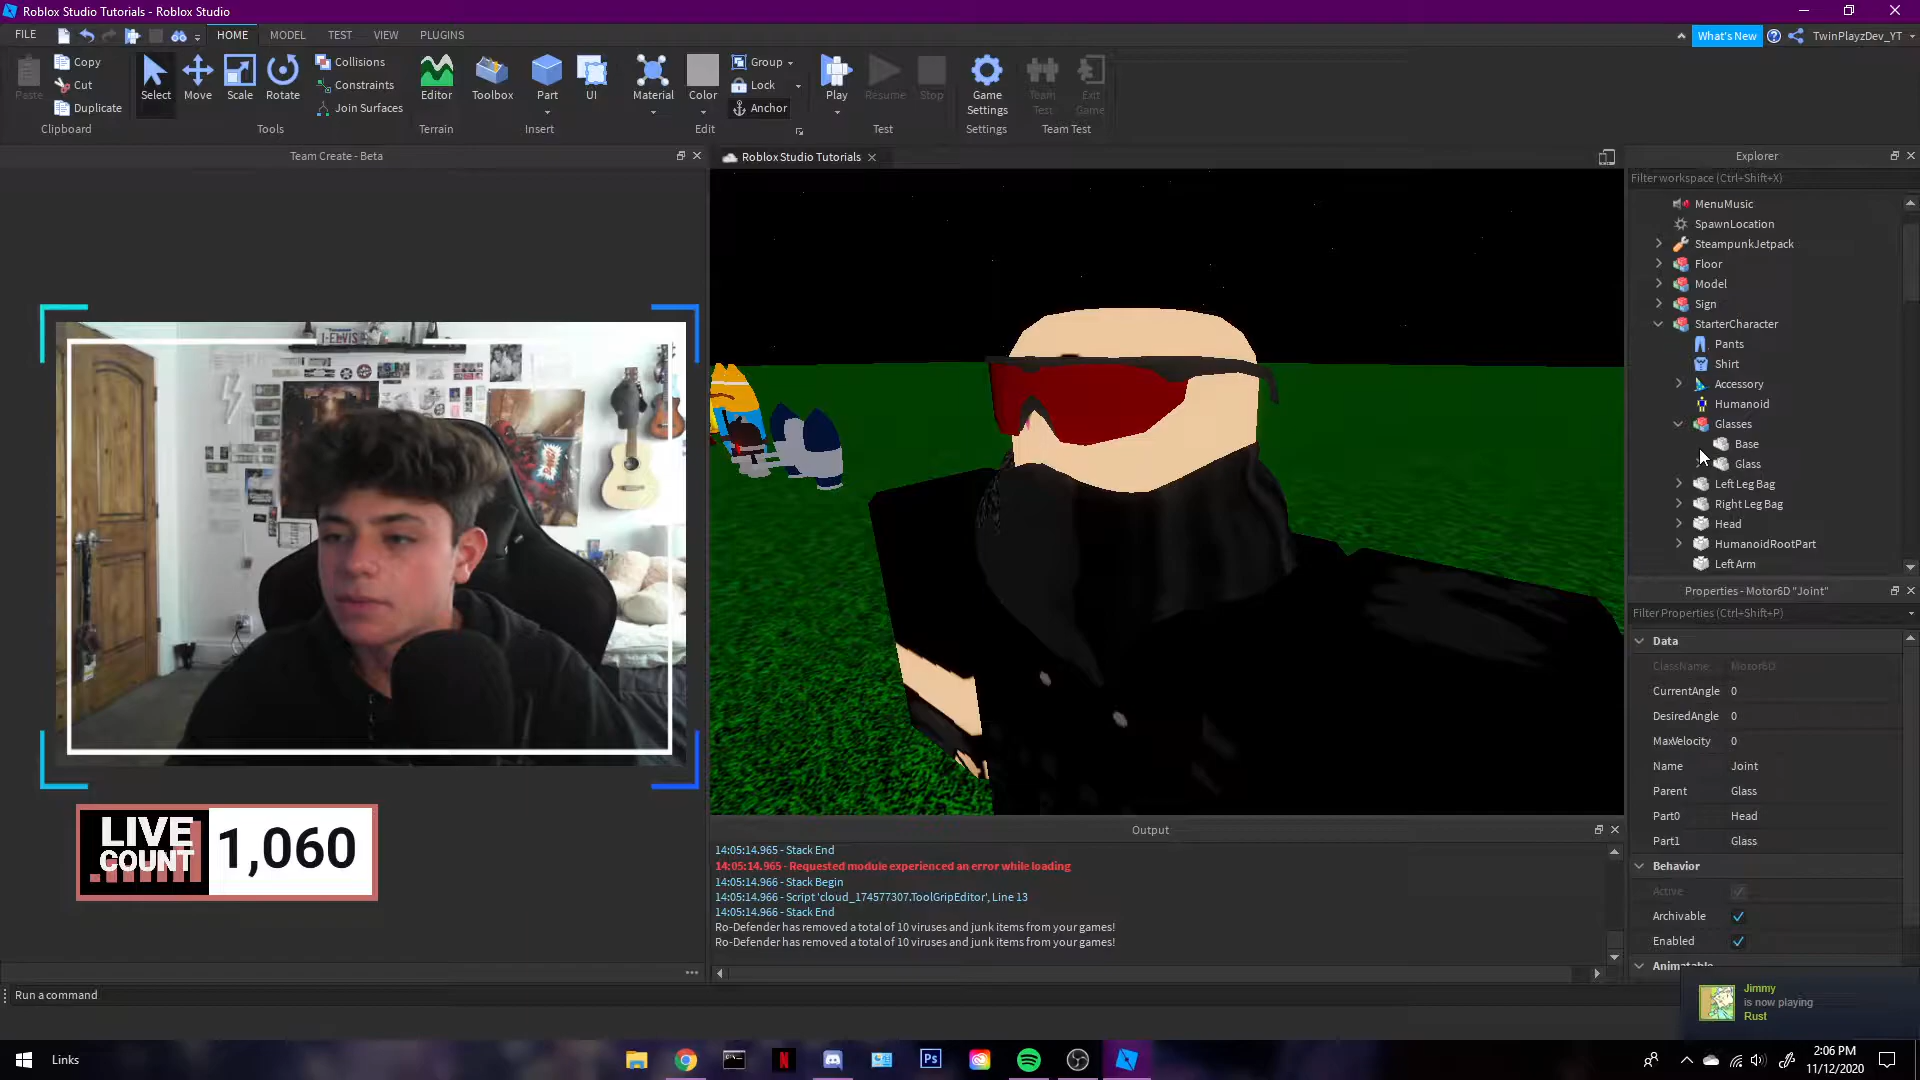 Roblox Studio Tutorials - Roblox Studio
FILE
HOME
MODEL
TEST
VIEW
PLUGINS
What's New
TwinPlayzDev_YT
Paste
Copy
Cut
Duplicate
Clipboard
Select
Move
Scale
Rotate
Collisions
Constraints
Join Surfaces
Tools
Editor
Terrain
Toolbox
Part
UI
Insert
Material
Color
Group
Lock
Anchor
Edit
Play
Resume
Stop
Test
Game
Settings
Settings
Team
Test
Exit
Game
Team Test
Team Create - Beta
Roblox Studio Tutorials
Explorer
Filter workspace (Ctrl+Shift+X)
MenuMusic
SpawnLocation
SteampunkJetpack
Floor
Model
Sign
StarterCharacter
Pants
Shirt
Accessory
Humanoid
Glasses
Base
Glass
Left Leg Bag
Right Leg Bag
Head
HumanoidRootPart
Left Arm
Properties - Motor6D "Joint"
Filter Properties (Ctrl+Shift+P)
Data
ClassName Motor6D
CurrentAngle 0
DesiredAngle 0
MaxVelocity 0
Name Joint
Parent Glass
Part0 Head
Part1 Glass
Behavior
Active
Archivable
Enabled
Animatable
LIVE
COUNT
1,060
Output
14:05:14.965 - Stack End
14:05:14.965 - Requested module experienced an error while loading
14:05:14.966 - Stack Begin
14:05:14.966 - Script 'cloud_174577307.ToolGripEditor', Line 13
14:05:14.966 - Stack End
Ro-Defender has removed a total of 10 viruses and junk items from your games!
Ro-Defender has removed a total of 10 viruses and junk items from your games!
Run a command
Jimmy
is now playing
Rust
Links
Ps
2:06 PM
11/12/2020